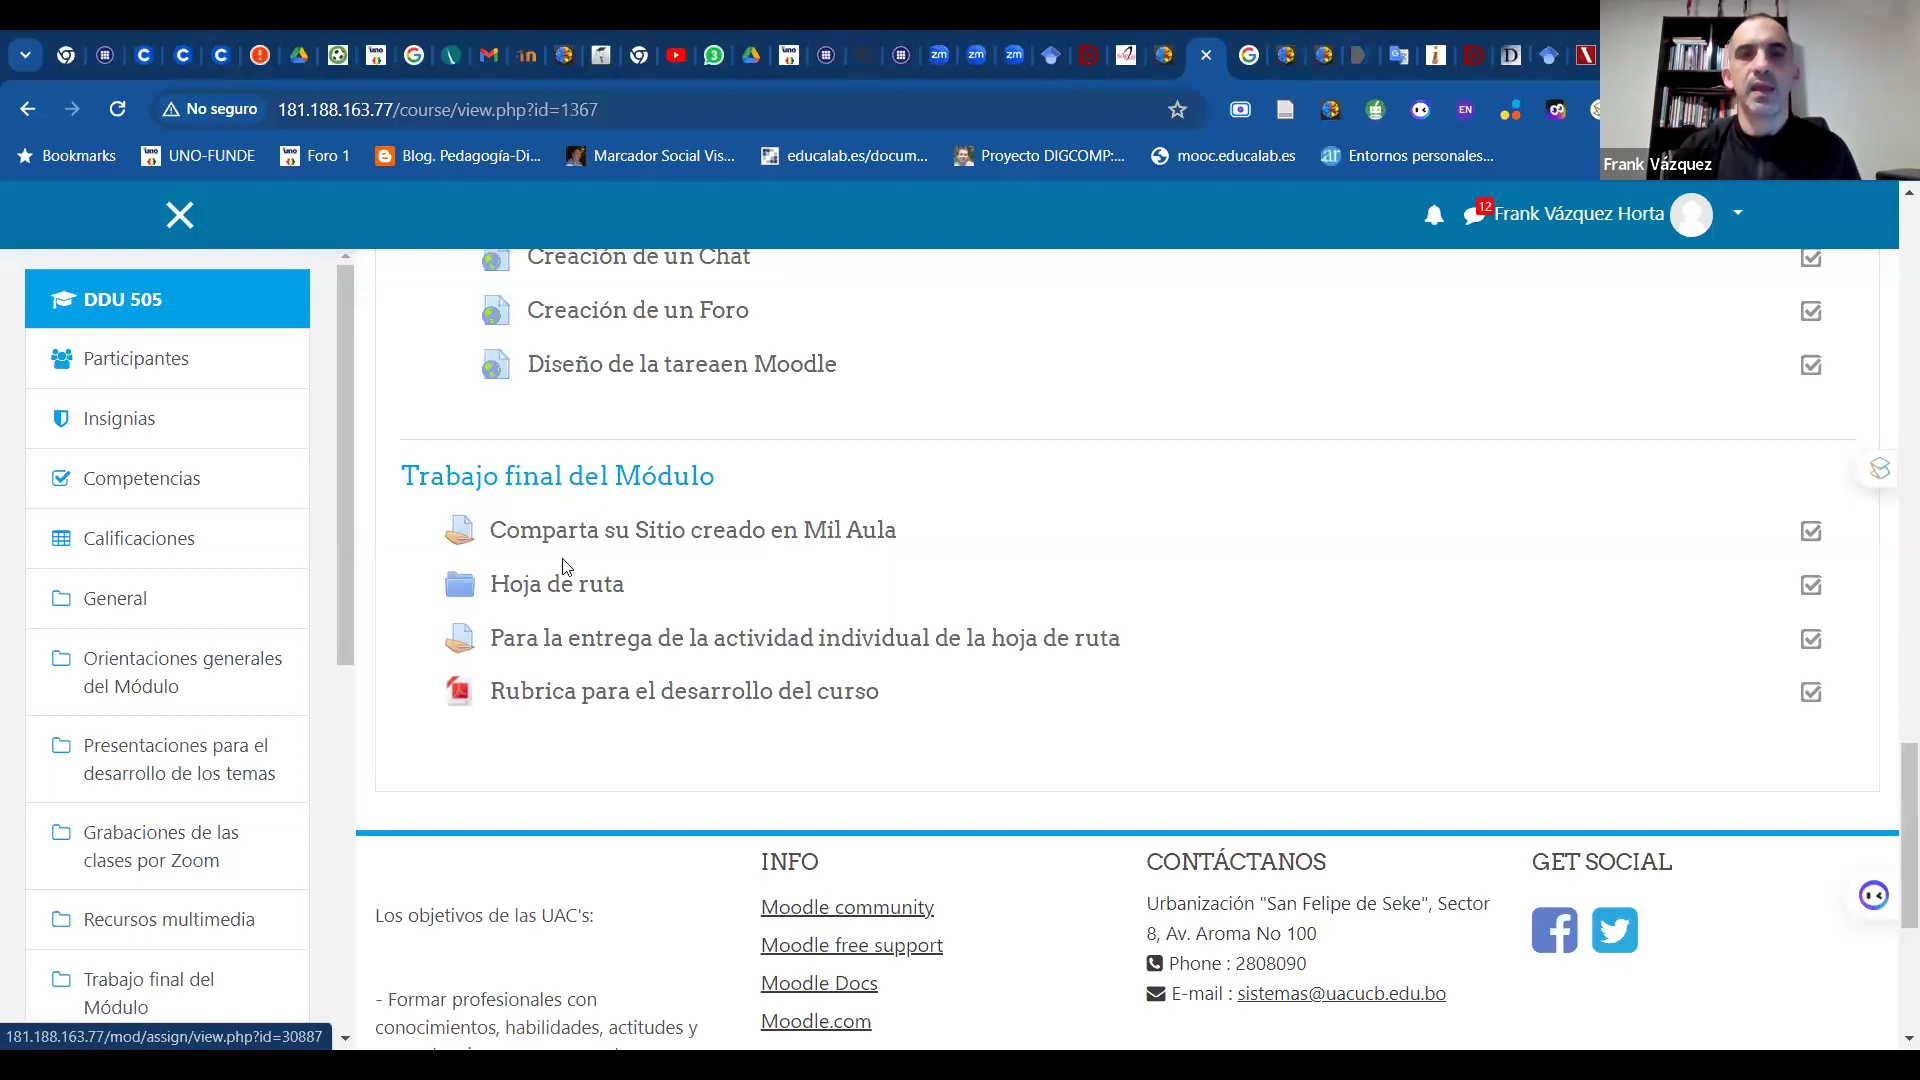 No seguro
181.188.163.77/course/view.php?id=1367
EN
Bookmarks
UNO-FUNDE
Foro 1
Blog. Pedagogía-Di...
Marcador Social Vis...
educalab.es/docum...
Proyecto DIGCOMP:...
mooc.educalab.es
Entornos personales...
Frank Vázquez
12
Frank Vázquez Horta
DDU 505
Participantes
Insignias
Competencias
Calificaciones
General
Orientaciones generales
del Módulo
Presentaciones para el
desarrollo de los temas
Grabaciones de las
clases por Zoom
Recursos multimedia
Trabajo final del
Módulo
Creación de un Chat
Creación de un Foro
Diseño de la tareaen Moodle
Trabajo final del Módulo
Comparta su Sitio creado en Mil Aula
Hoja de ruta
Para la entrega de la actividad individual de la hoja de ruta
Rubrica para el desarrollo del curso
Los objetivos de las UAC's:
- Formar profesionales con
conocimientos, habilidades, actitudes y
INFO
Moodle community
Moodle free support
Moodle Docs
Moodle.com
CONTÁCTANOS
Urbanización "San Felipe de Seke", Sector
8, Av. Aroma No 100
Phone : 2808090
E-mail : sistemas@uacucb.edu.bo
GET SOCIAL
181.188.163.77/mod/assign/view.php?id=30887